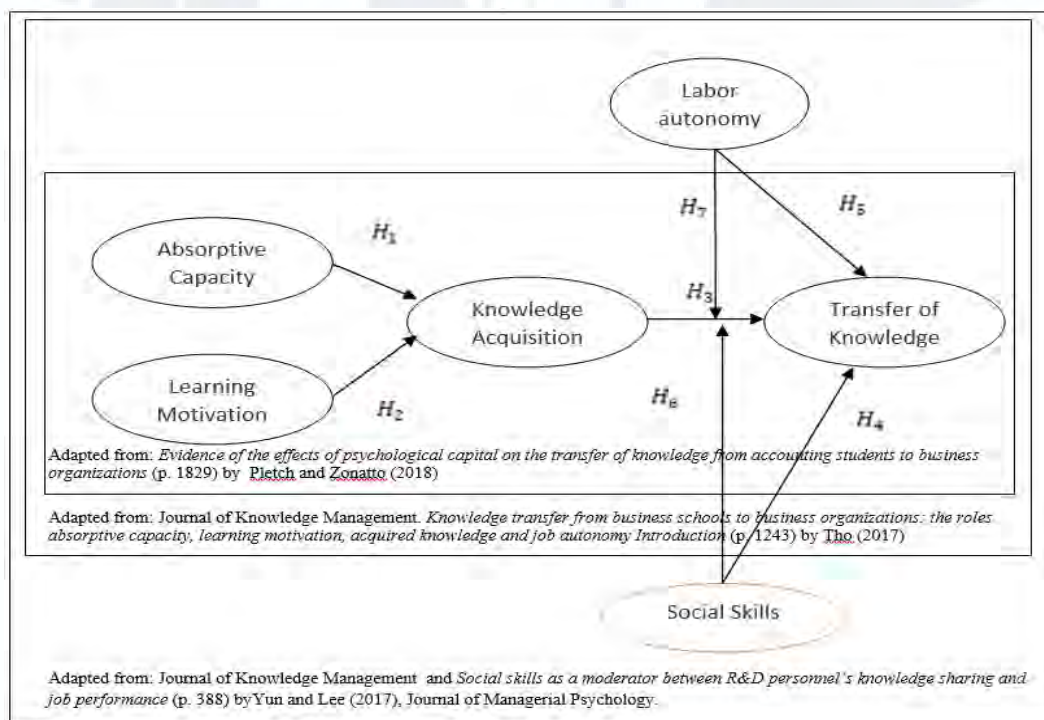 Labor
autonomy
H₇
H₅
Absorptive
Capacity
H₁
Knowledge
Acquisition
H₃
Transfer of
Knowledge
Learning
Motivation
H₂
H₆
H₄
Adapted from: Evidence of the effects of psychological capital on the transfer of knowledge from accounting students to business
organizations (p. 1829) by Pletch and Zonatto (2018)
Adapted from: Journal of Knowledge Management. Knowledge transfer from business schools to business organizations: the roles
absorptive capacity, learning motivation, acquired knowledge and job autonomy Introduction (p. 1243) by Tho (2017)
Social Skills
Adapted from: Journal of Knowledge Management and Social skills as a moderator between R&D personnel's knowledge sharing and
job performance (p. 388) byYun and Lee (2017), Journal of Managerial Psychology.